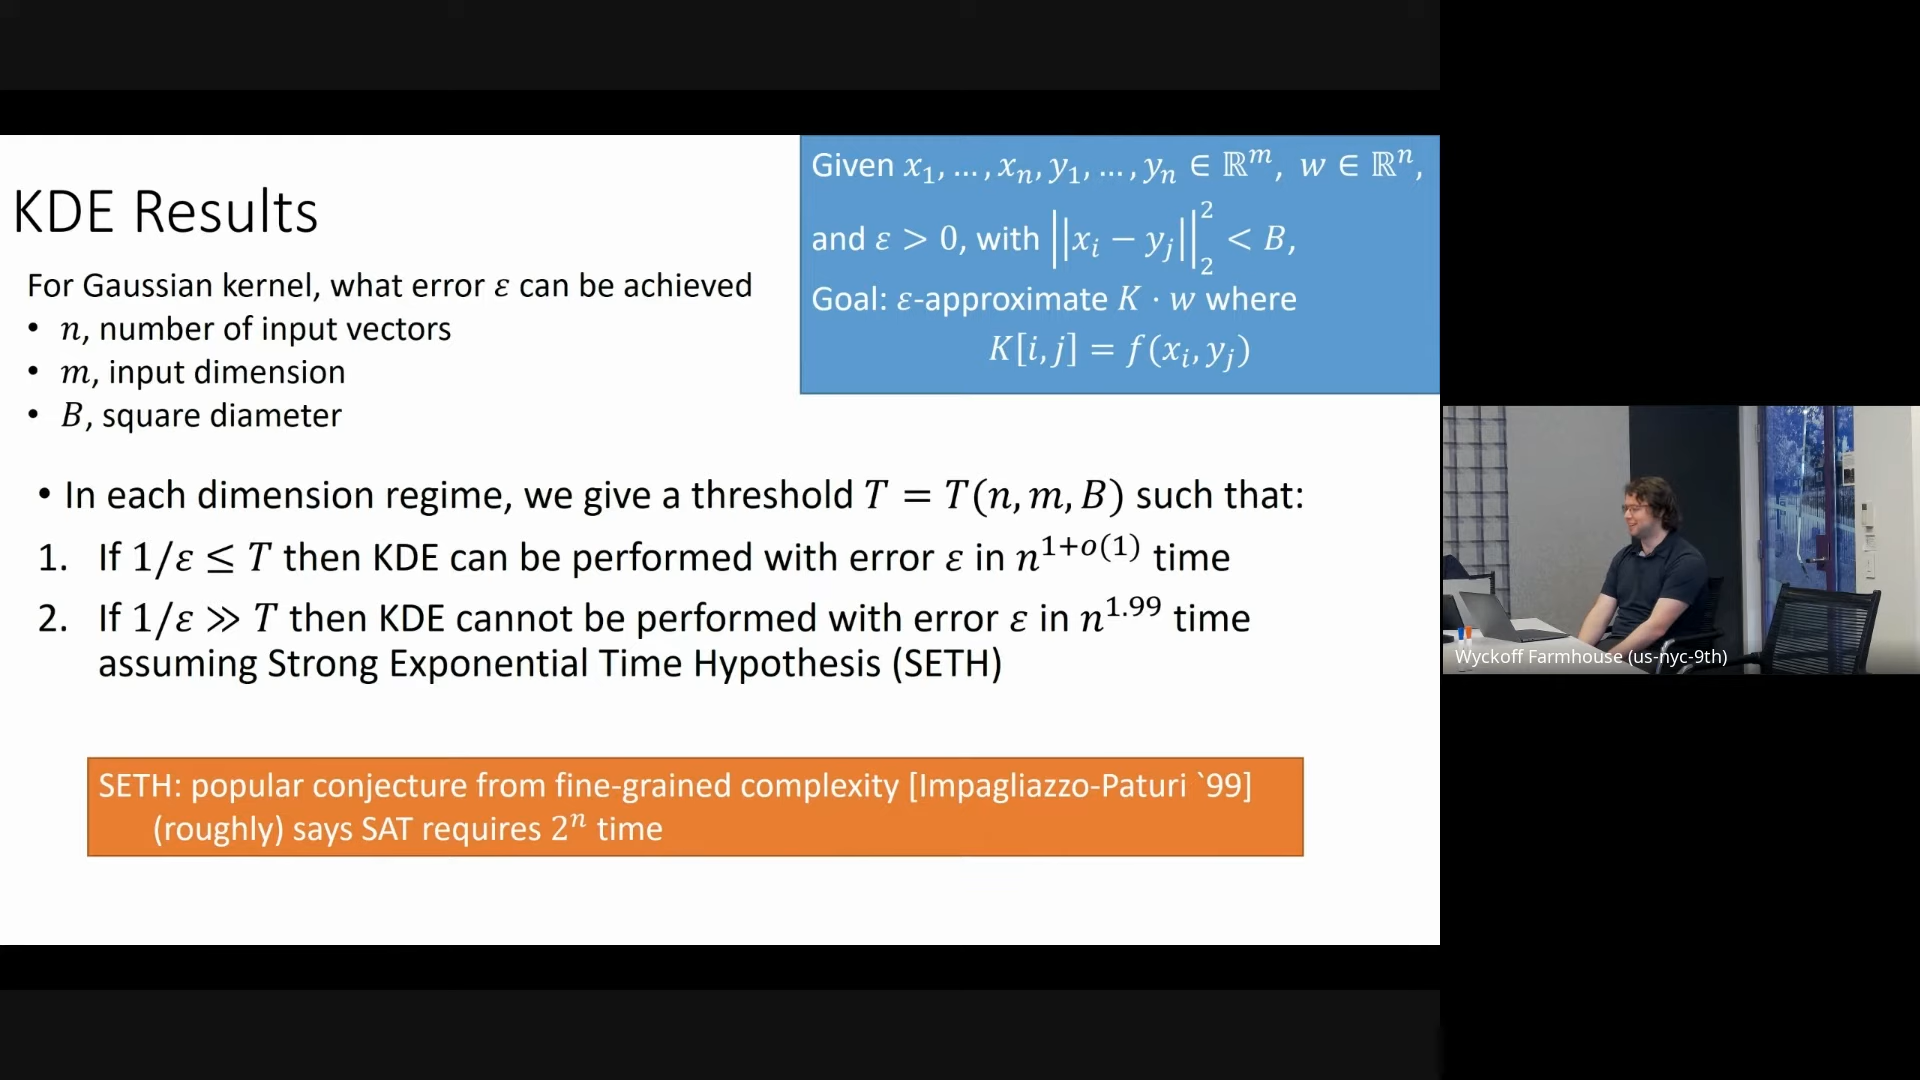 KDE Results
For Gaussian kernel, what error ε can be achieved
• n, number of input vectors
• m, input dimension
• B, square diameter
Given x₁, …, xₙ, y₁, …, yₙ ∈ ℝᵐ, w ∈ ℝⁿ,
and ε > 0, with ||xᵢ − yⱼ||₂² < B,
Goal: ε-approximate K · w where
K[i, j] = f(xᵢ, yⱼ)
• In each dimension regime, we give a threshold T = T(n, m, B) such that:
1. If 1/ε ≤ T then KDE can be performed with error ε in n^{1+o(1)} time
2. If 1/ε ≫ T then KDE cannot be performed with error ε in n^{1.99} time
assuming Strong Exponential Time Hypothesis (SETH)
SETH: popular conjecture from fine-grained complexity [Impagliazzo-Paturi `99]
(roughly) says SAT requires 2ⁿ time
Wyckoff Farmhouse (us-nyc-9th)